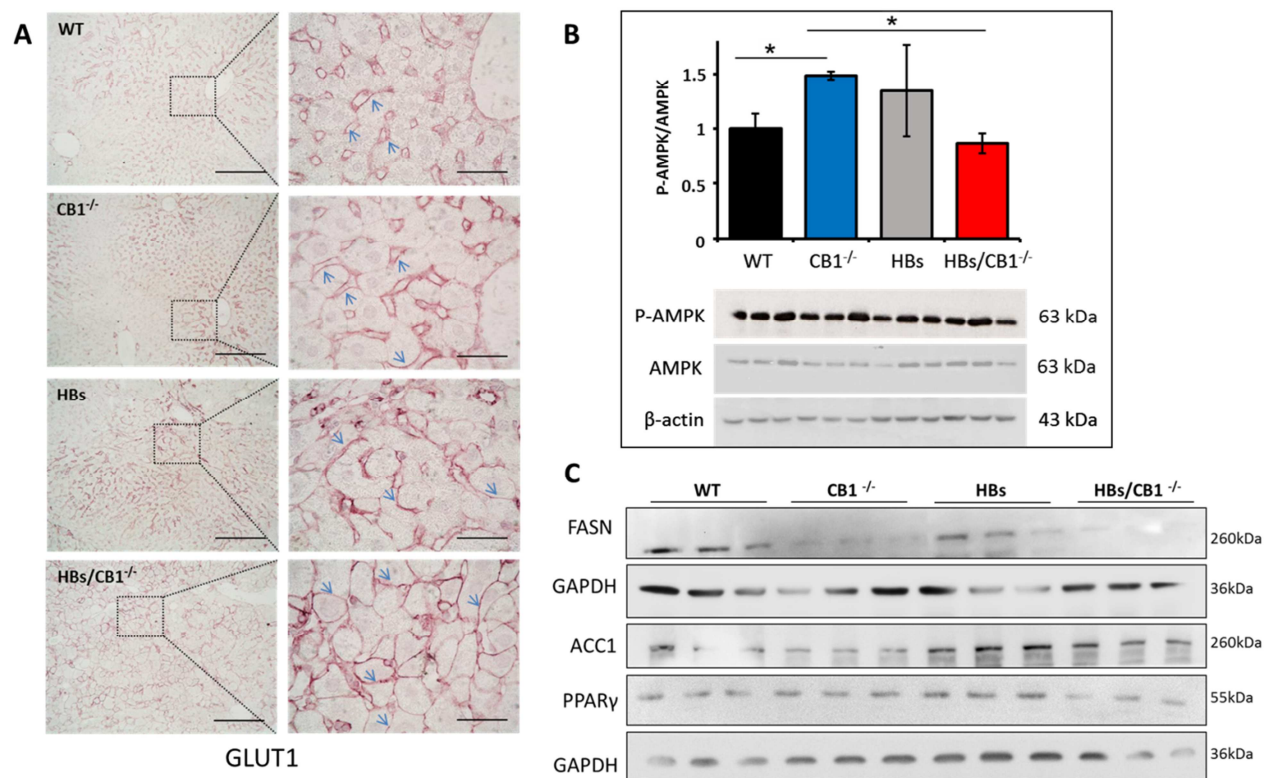 A
WT
CB1-/-
HBs
HBs/CB1-/-
GLUT1
B
* *
P-AMPK/AMPK
1.5
1
0.5
0
WT CB1-/- HBs HBs/CB1-/-
P-AMPK 63 kDa
AMPK 63 kDa
β-actin 43 kDa
C
WT CB1 -/- HBs HBs/CB1 -/-
FASN 260kDa
GAPDH 36kDa
ACC1 260kDa
PPARγ 55kDa
GAPDH 36kDa